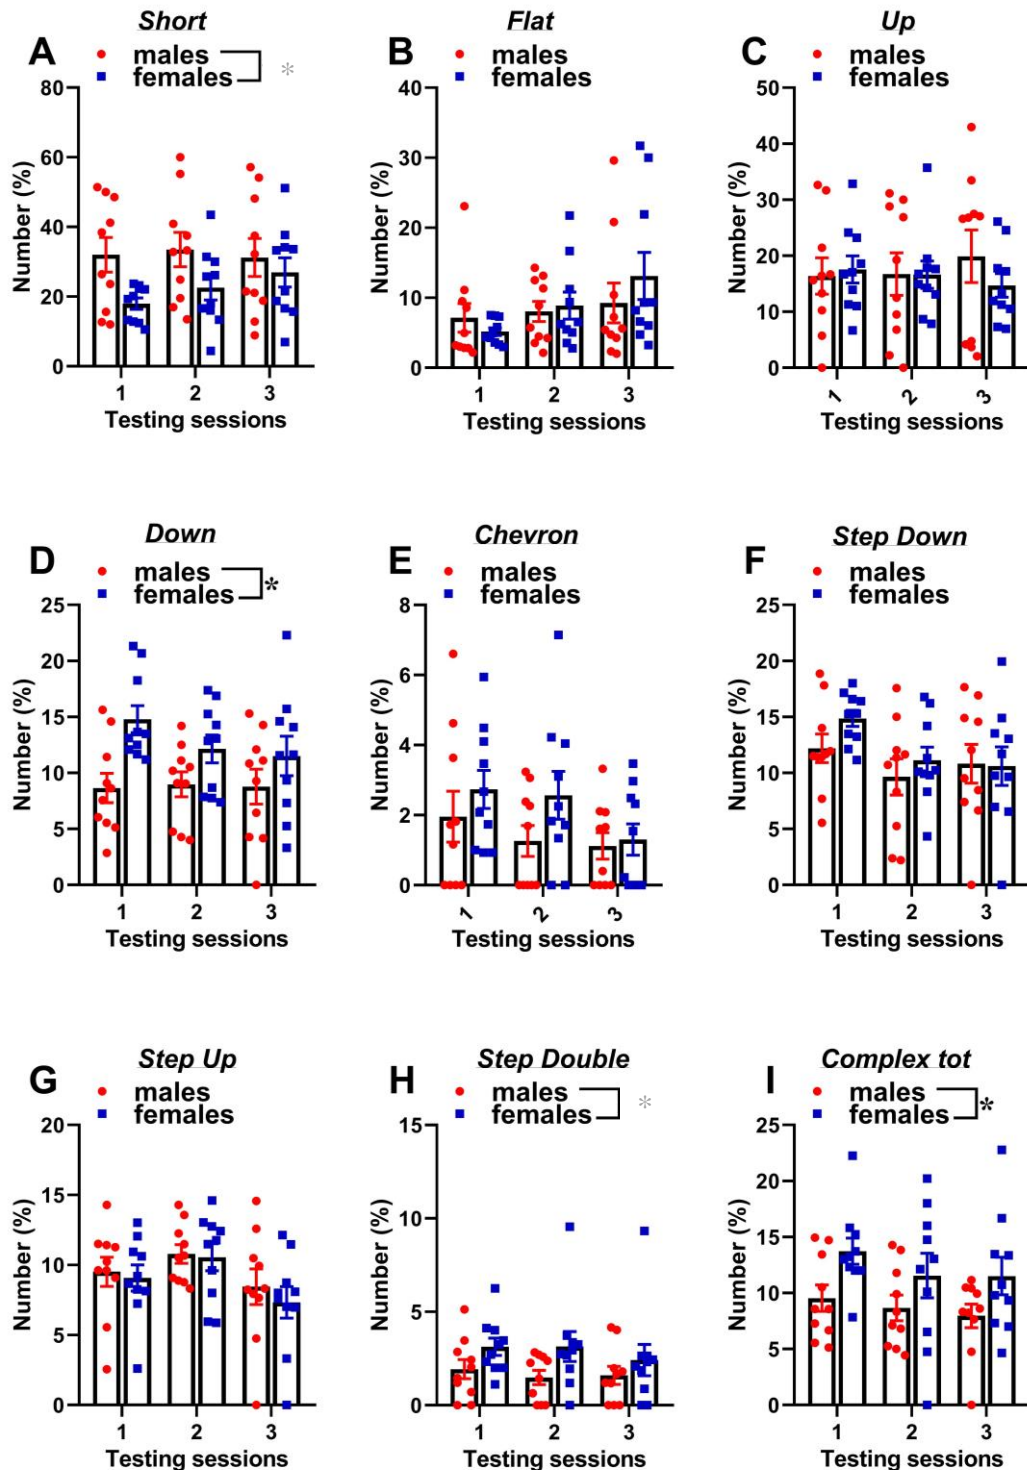 Short
Flat
Up
A
males
females
*
B
males
females
C
males
females
Number (%)
80
60
40
20
0
1 2 3
Testing sessions
Number (%)
40
30
20
10
0
1 2 3
Testing sessions
Number (%)
50
40
30
20
10
0
1 2 3
Testing sessions
Down
Chevron
Step Down
D
males
females
*
E
males
females
F
males
females
Number (%)
25
20
15
10
5
0
1 2 3
Testing sessions
Number (%)
8
6
4
2
0
1 2 3
Testing sessions
Number (%)
25
20
15
10
5
0
1 2 3
Testing sessions
Step Up
Step Double
Complex tot
G
males
females
H
males
females
*
I
males
females
*
Number (%)
20
15
10
5
0
1 2 3
Testing sessions
Number (%)
15
10
5
0
1 2 3
Testing sessions
Number (%)
25
20
15
10
5
0
1 2 3
Testing sessions